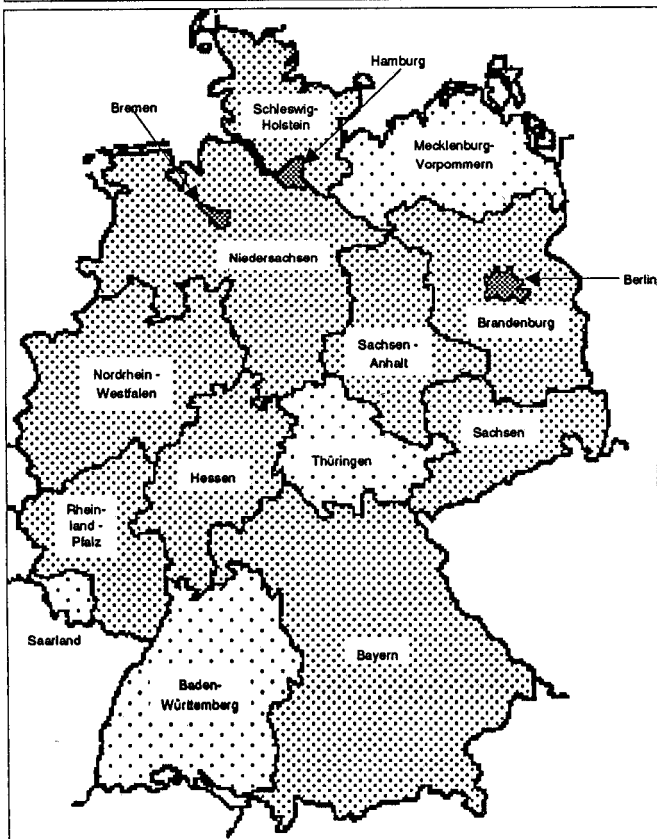 Hamburg
Schleswig-
Holstein
Bremen
Mecklenburg-
Vorpommern
Niedersachsen
Berlin
Brandenburg
Sachsen -
Anhalt
Nordrhein -
Westfalen
Sachsen
Thüringen
Hessen
Rhein-
land -
Pfalz
Saarland
Bayern
Baden-
Württemberg